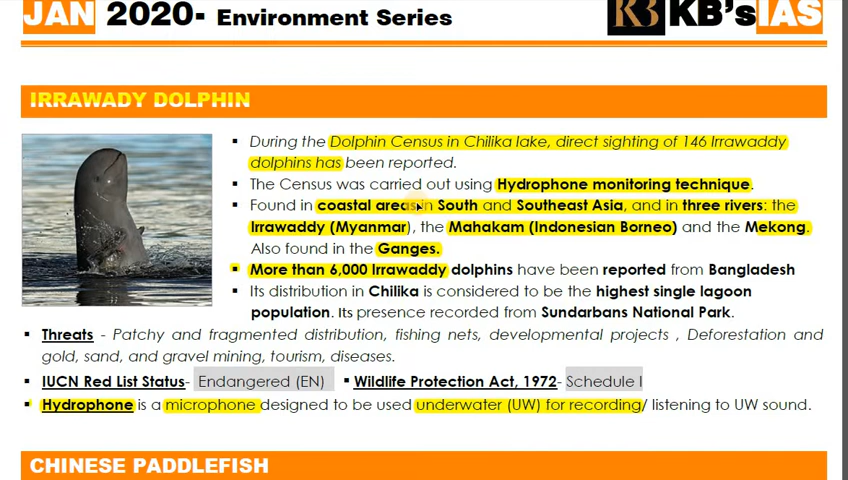 JAN 2020- Environment Series
KB KB's IAS
IRRAWADY DOLPHIN
▪ During the Dolphin Census in Chilika lake, direct sighting of 146 Irrawaddy
dolphins has been reported.
▪ The Census was carried out using Hydrophone monitoring technique.
▪ Found in coastal areas in South and Southeast Asia, and in three rivers: the
Irrawaddy (Myanmar), the Mahakam (Indonesian Borneo) and the Mekong.
Also found in the Ganges.
▪ More than 6,000 Irrawaddy dolphins have been reported from Bangladesh
▪ Its distribution in Chilika is considered to be the highest single lagoon
population. Its presence recorded from Sundarbans National Park.
▪ Threats - Patchy and fragmented distribution, fishing nets, developmental projects , Deforestation and
gold, sand, and gravel mining, tourism, diseases.
▪ IUCN Red List Status- Endangered (EN) ▪ Wildlife Protection Act, 1972- Schedule I
▪ Hydrophone is a microphone designed to be used underwater (UW) for recording/ listening to UW sound.
CHINESE PADDLEFISH